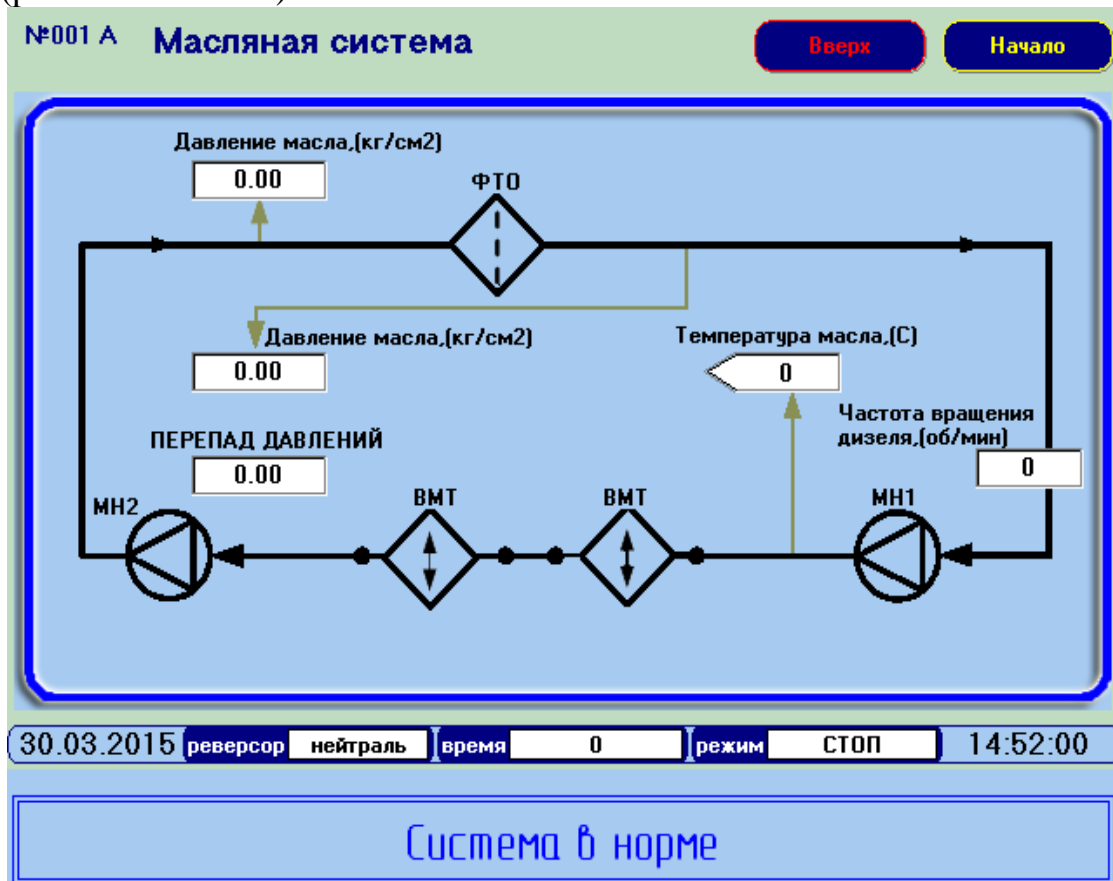 №001 А Масляная система Вверх Начало
Давление масла,(кг/см2)
0.00
ФТО
Давление масла,(кг/см2)
0.00
Температура масла,(С)
0
Частота вращения
дизеля,(об/мин)
0
ПЕРЕПАД ДАВЛЕНИЙ
0.00
МН2
ВМТ
ВМТ
МН1
30.03.2015 реверсор нейтраль время 0 режим СТОП 14:52:00
Система в норме